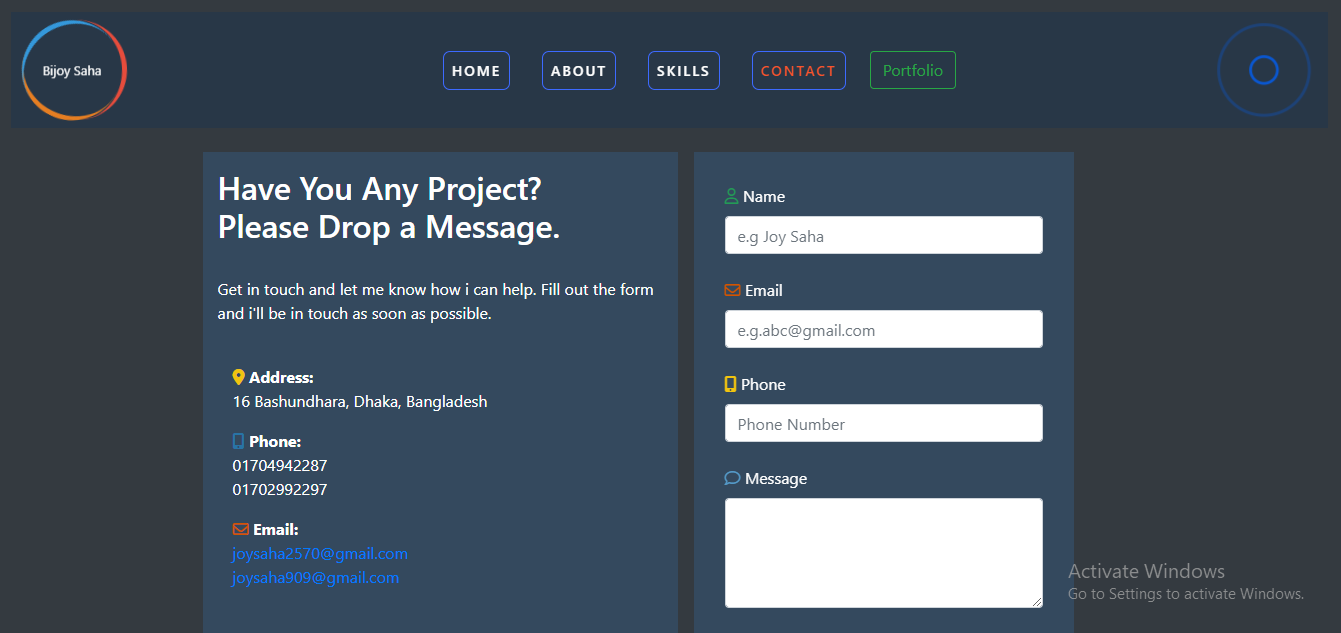 Bijoy Saha
HOME
ABOUT
SKILLS
CONTACT
Portfolio
Have You Any Project?
Please Drop a Message.
Get in touch and let me know how i can help. Fill out the form
and i'll be in touch as soon as possible.
Address:
16 Bashundhara, Dhaka, Bangladesh
Phone:
01704942287
01702992297
Email:
joysaha2570@gmail.com
joysaha909@gmail.com
Name
e.g Joy Saha
Email
e.g.abc@gmail.com
Phone
Phone Number
Message
Activate Windows
Go to Settings to activate Windows.